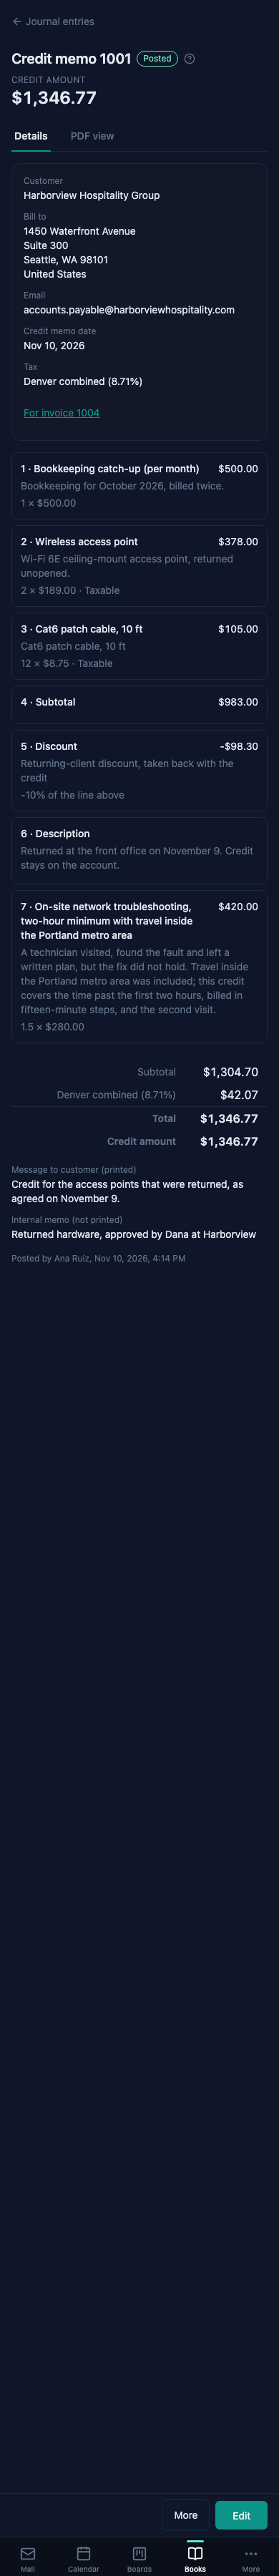 Journal entries
Credit memo 1001 Posted
CREDIT AMOUNT
$1,346.77
Details PDF view
Customer
Harborview Hospitality Group
Bill to
1450 Waterfront Avenue
Suite 300
Seattle, WA 98101
United States
Email
accounts.payable@harborviewhospitality.com
Credit memo date
Nov 10, 2026
Tax
Denver combined (8.71%)
For invoice 1004
1 · Bookkeeping catch-up (per month) $500.00
Bookkeeping for October 2026, billed twice.
1 × $500.00
2 · Wireless access point $378.00
Wi-Fi 6E ceiling-mount access point, returned
unopened.
2 × $189.00 · Taxable
3 · Cat6 patch cable, 10 ft $105.00
Cat6 patch cable, 10 ft
12 × $8.75 · Taxable
4 · Subtotal $983.00
5 · Discount -$98.30
Returning-client discount, taken back with the
credit
-10% of the line above
6 · Description
Returned at the front office on November 9. Credit
stays on the account.
7 · On-site network troubleshooting, $420.00
two-hour minimum with travel inside
the Portland metro area
A technician visited, found the fault and left a
written plan, but the fix did not hold. Travel inside
the Portland metro area was included; this credit
covers the time past the first two hours, billed in
fifteen-minute steps, and the second visit.
1.5 × $280.00
Subtotal $1,304.70
Denver combined (8.71%) $42.07
Total $1,346.77
Credit amount $1,346.77
Message to customer (printed)
Credit for the access points that were returned, as
agreed on November 9.
Internal memo (not printed)
Returned hardware, approved by Dana at Harborview
Posted by Ana Ruiz, Nov 10, 2026, 4:14 PM
More Edit
Mail Calendar Boards Books More